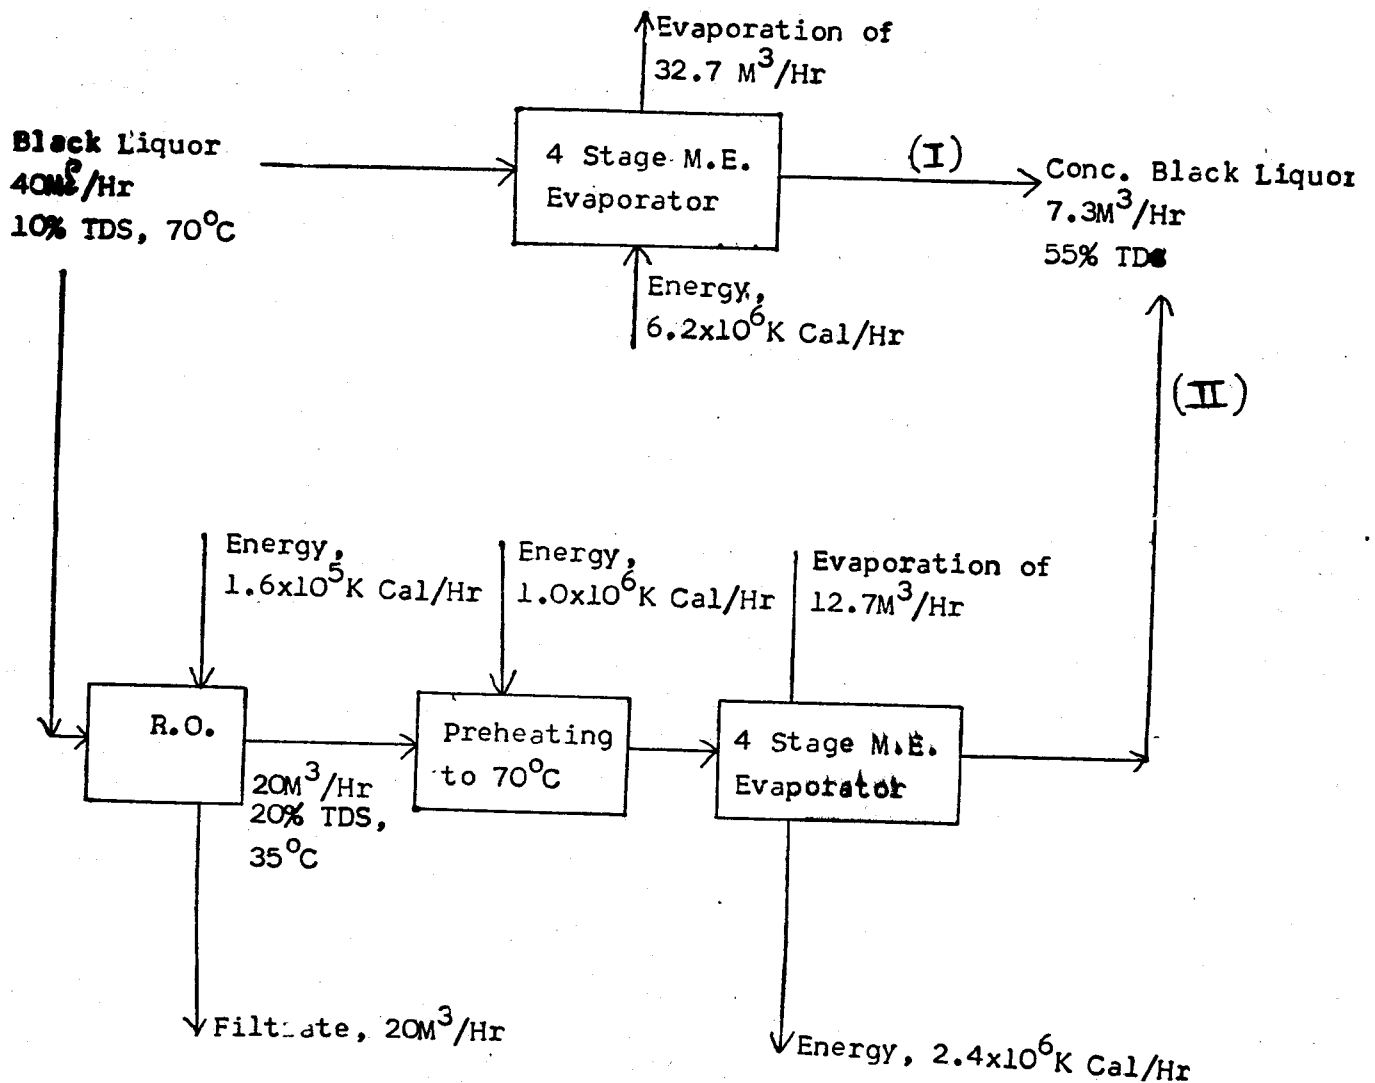 Evaporation of
32.7 M³/Hr
Black Liquor
40M³/Hr
10% TDS, 70°C
4 Stage M.E.
Evaporator
(I)
Conc. Black Liquor
7.3M³/Hr
55% TDS
Energy,
6.2x10⁶K Cal/Hr
(II)
Energy,
1.6x10⁵K Cal/Hr
Energy,
1.0x10⁶K Cal/Hr
Evaporation of
12.7M³/Hr
R.O.
20M³/Hr
20% TDS,
35°C
Preheating
to 70°C
4 Stage M.E.
Evaporator
Filtrate, 20M³/Hr
Energy, 2.4x10⁶K Cal/Hr